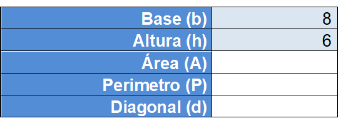 Base (b) 8
Altura (h) 6
Área (A)
Perimetro (P)
Diagonal (d)